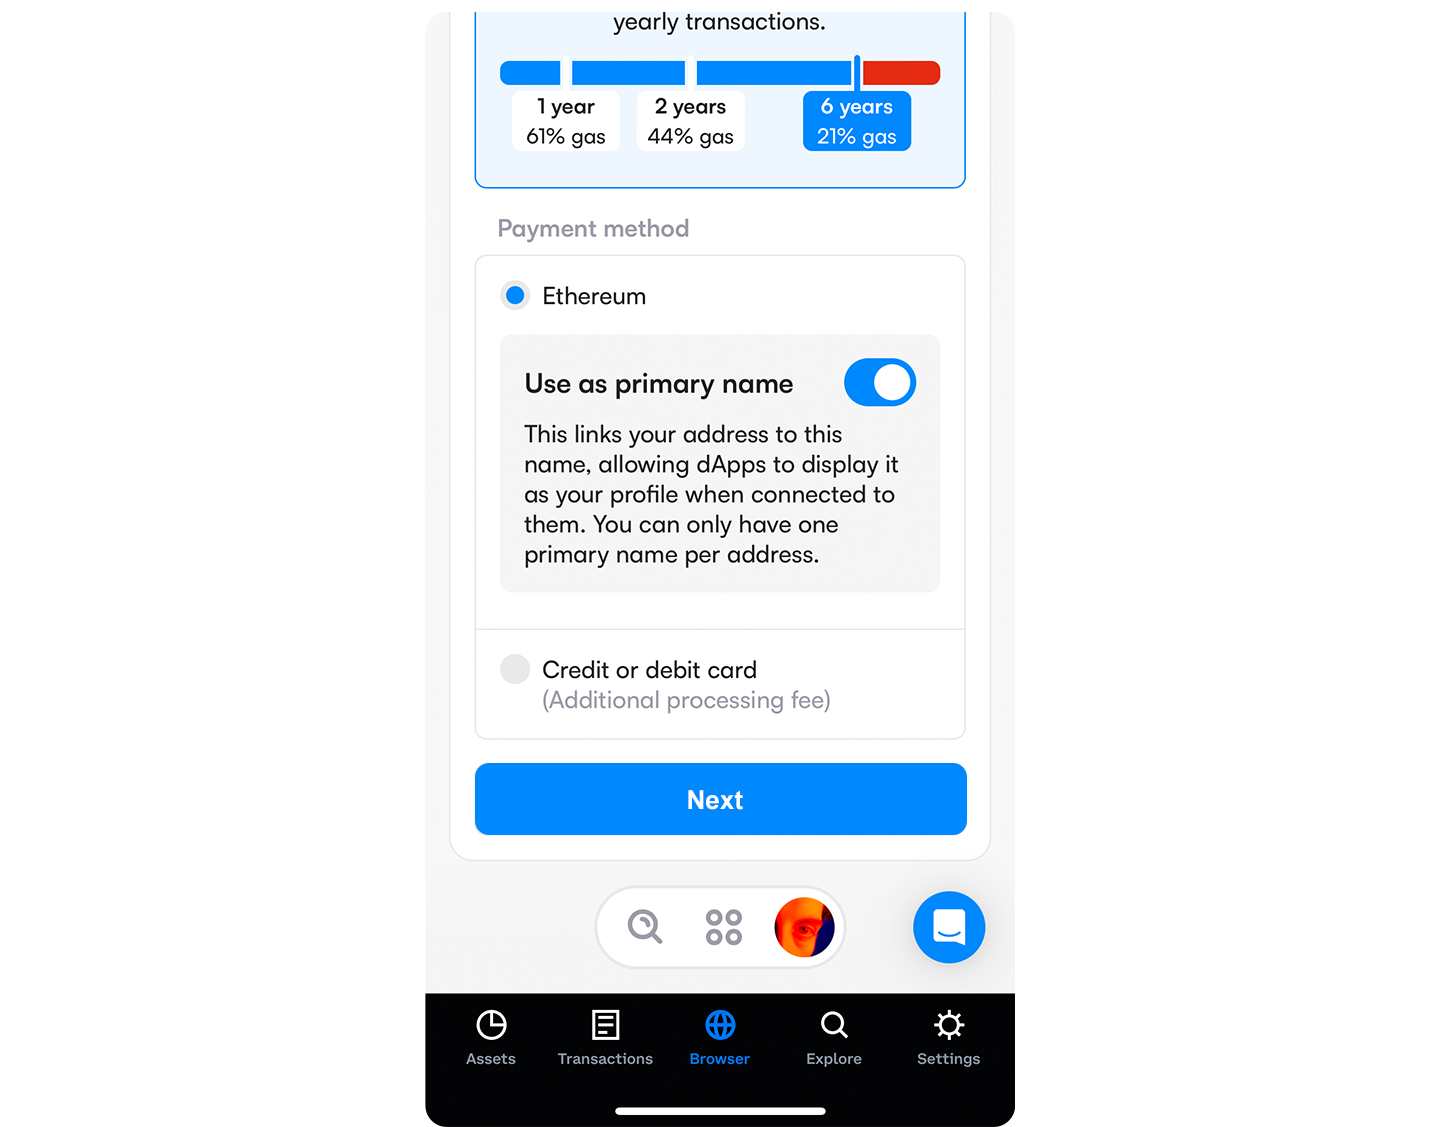 yearly transactions.
1 year
61% gas
2 years
44% gas
6 years
21% gas
Payment method
Ethereum
Use as primary name
This links your address to this
name, allowing dApps to display it
as your profile when connected to
them. You can only have one
primary name per address.
Credit or debit card
(Additional processing fee)
Next
Assets
Transactions
Browser
Explore
Settings